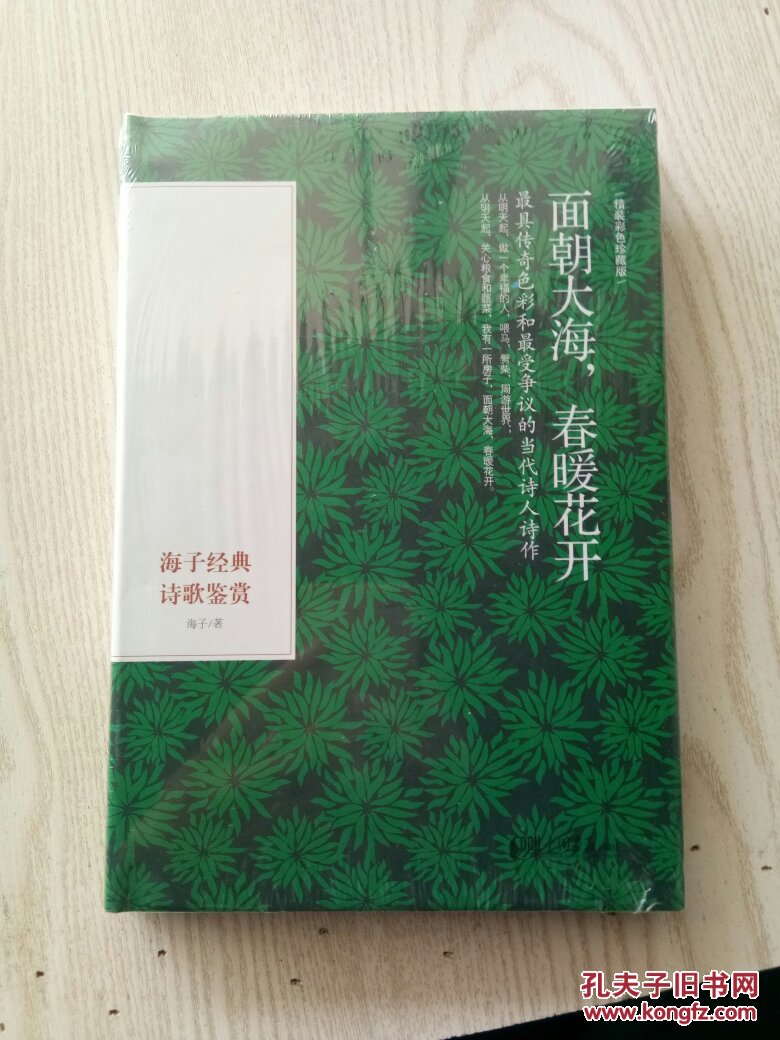 精装彩色珍藏版
面朝大海，春暖花开
最具传奇色彩和最受争议的当代诗人诗作
从明天起，做一个幸福的人，喂马、劈柴，周游世界；
从明天起，关心粮食和蔬菜，我有一所房子，面朝大海，春暖花开。
海子经典
诗歌鉴赏
海子/著
孔夫子旧书网
www.kongfz.com